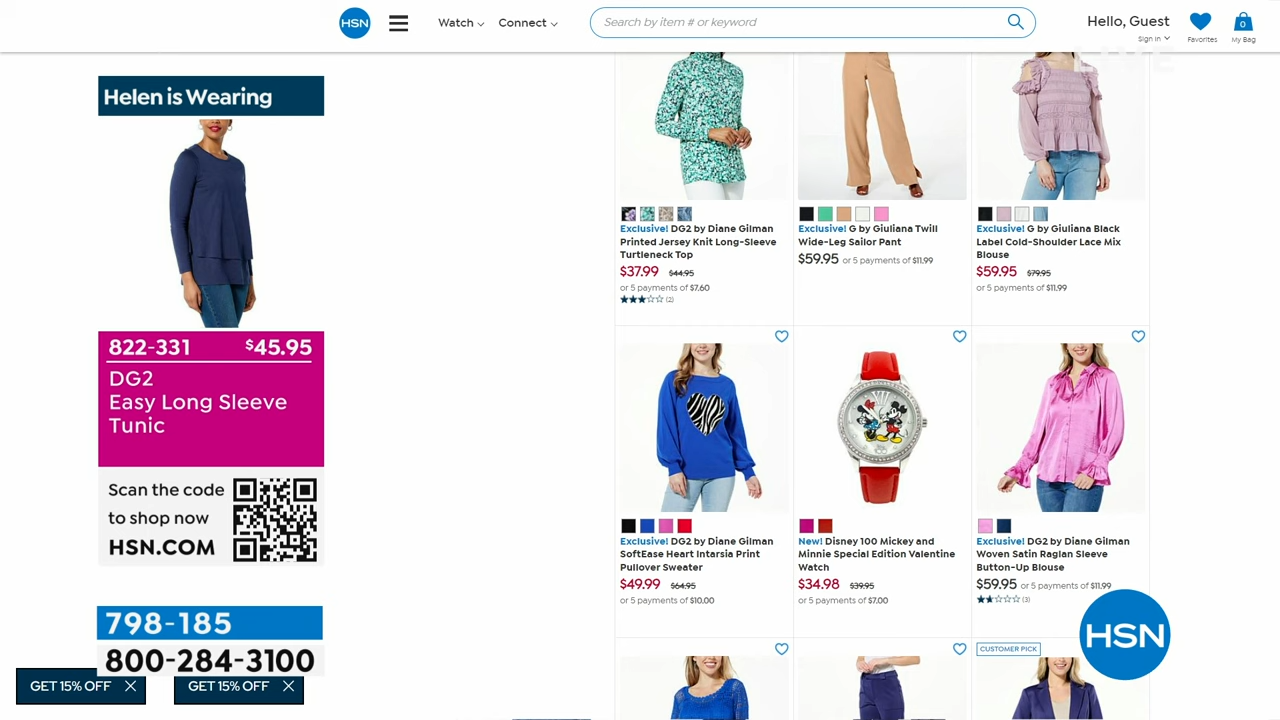 HSN
Watch
Connect
Search by item # or keyword
Hello, Guest
Sign in
Favorites
0
My Bag
LIVE
Helen is Wearing
822-331 $45.95
DG2
Easy Long Sleeve
Tunic
Scan the code
to shop now
HSN.COM
798-185
800-284-3100
GET 15% OFF
GET 15% OFF
Exclusive! DG2 by Diane Gilman
Printed Jersey Knit Long-Sleeve
Turtleneck Top
$37.99 $44.95
or 5 payments of $7.60
(2)
Exclusive! G by Giuliana Twill
Wide-Leg Sailor Pant
$59.95 or 5 payments of $11.99
Exclusive! G by Giuliana Black
Label Cold-Shoulder Lace Mix
Blouse
$59.95 $79.95
or 5 payments of $11.99
Exclusive! DG2 by Diane Gilman
SoftEase Heart Intarsia Print
Pullover Sweater
$49.99 $64.95
or 5 payments of $10.00
New! Disney 100 Mickey and
Minnie Special Edition Valentine
Watch
$34.98 $39.95
or 5 payments of $7.00
Exclusive! DG2 by Diane Gilman
Woven Satin Raglan Sleeve
Button-Up Blouse
$59.95 or 5 payments of $11.99
(3)
CUSTOMER PICK
HSN